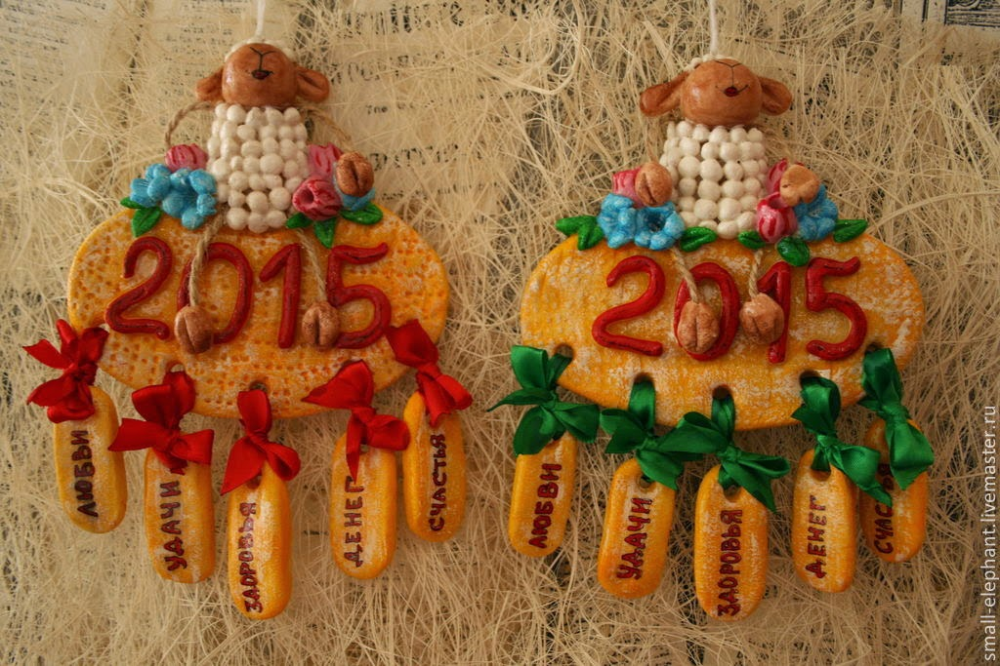 2015
ЛЮБВИ
УДАЧИ
ЗДОРОВЬЯ
ДЕНЕГ
СЧАСТЬЯ
2015
ЛЮБВИ
УДАЧИ
ЗДОРОВЬЯ
ДЕНЕГ
small-elephant.livemaster.ru